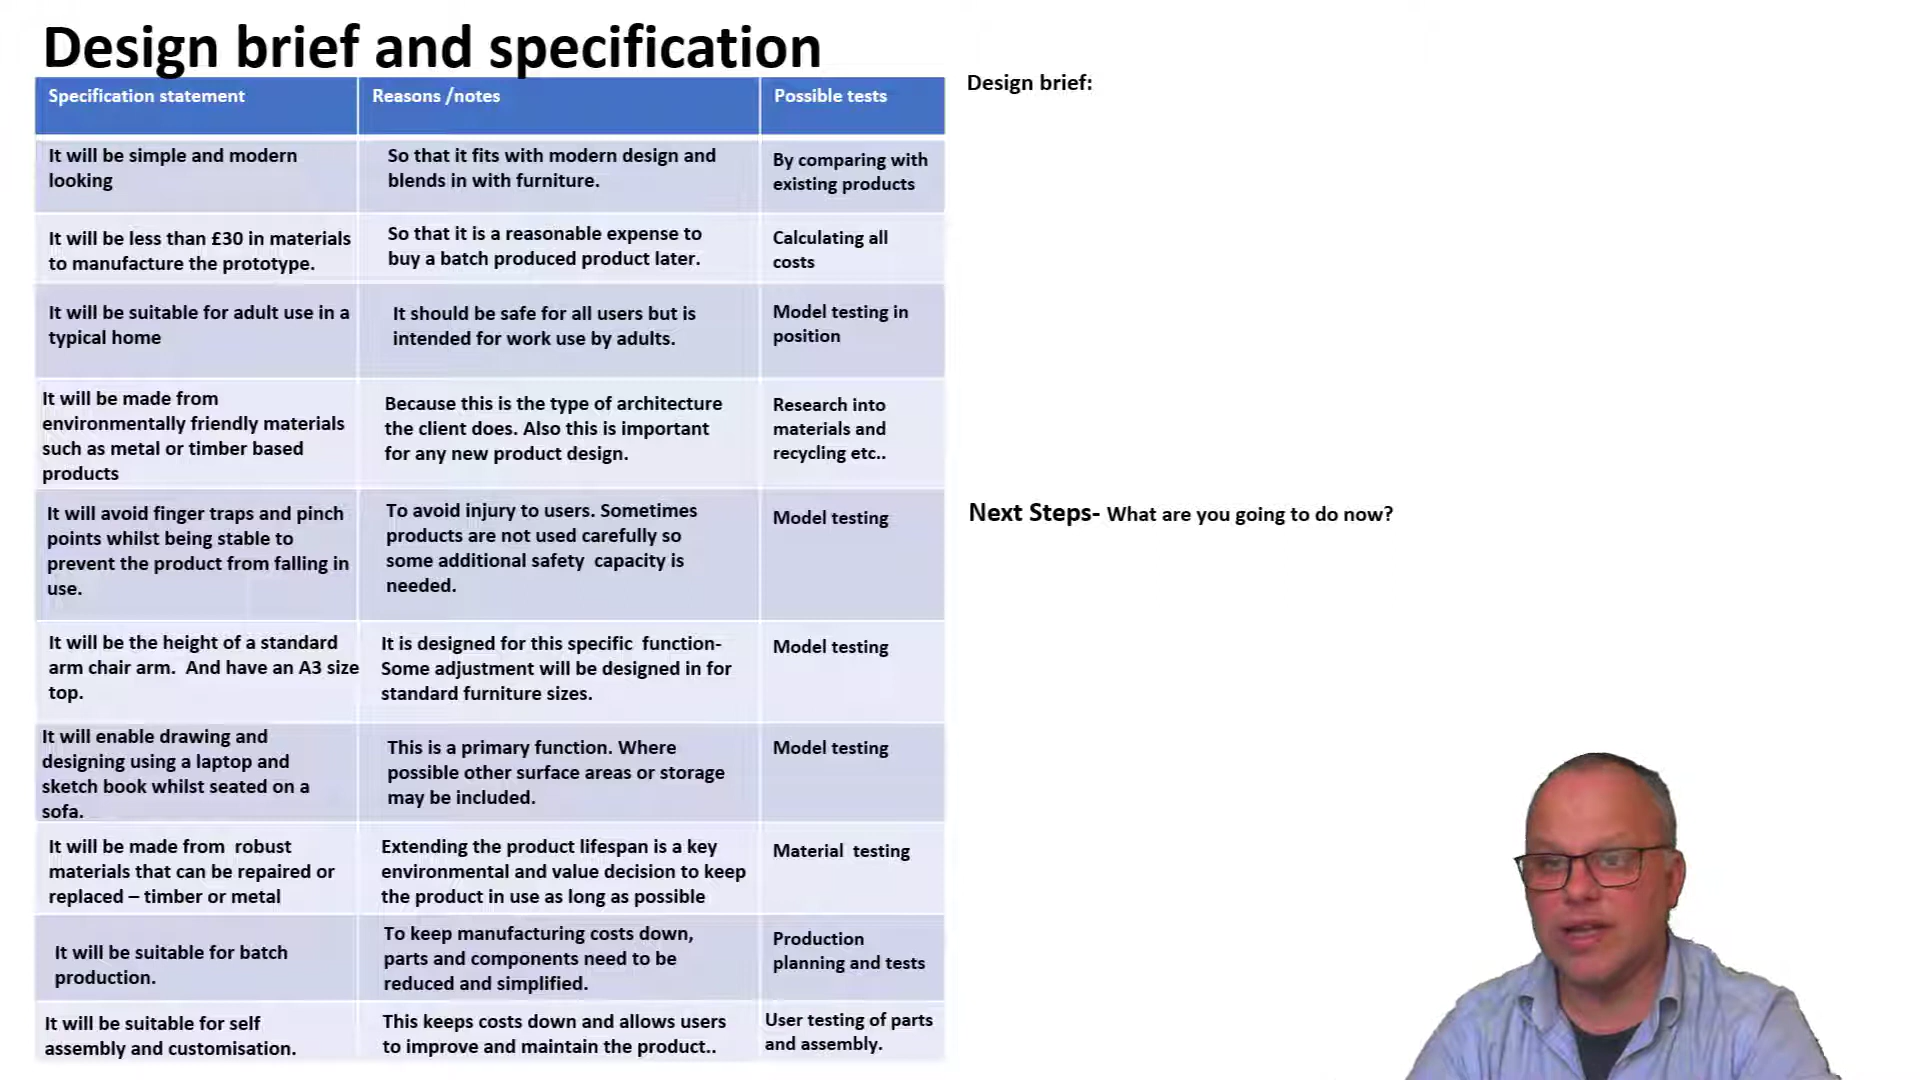 Design brief and specification
Specification statement
Reasons /notes
Possible tests
It will be simple and modern
looking
So that it fits with modern design and
blends in with furniture.
By comparing with
existing products
It will be less than £30 in materials
to manufacture the prototype.
So that it is a reasonable expense to
buy a batch produced product later.
Calculating all
costs
It will be suitable for adult use in a
typical home
It should be safe for all users but is
intended for work use by adults.
Model testing in
position
It will be made from
environmentally friendly materials
such as metal or timber based
products
Because this is the type of architecture
the client does. Also this is important
for any new product design.
Research into
materials and
recycling etc..
It will avoid finger traps and pinch
points whilst being stable to
prevent the product from falling in
use.
To avoid injury to users. Sometimes
products are not used carefully so
some additional safety  capacity is
needed.
Model testing
It will be the height of a standard
arm chair arm.  And have an A3 size
top.
It is designed for this specific  function-
Some adjustment will be designed in for
standard furniture sizes.
Model testing
It will enable drawing and
designing using a laptop and
sketch book whilst seated on a
sofa.
This is a primary function. Where
possible other surface areas or storage
may be included.
Model testing
It will be made from  robust
materials that can be repaired or
replaced – timber or metal
Extending the product lifespan is a key
environmental and value decision to keep
the product in use as long as possible
Material  testing
It will be suitable for batch
production.
To keep manufacturing costs down,
parts and components need to be
reduced and simplified.
Production
planning and tests
It will be suitable for self
assembly and customisation.
This keeps costs down and allows users
to improve and maintain the product..
User testing of parts
and assembly.
Design brief:
Next Steps- What are you going to do now?